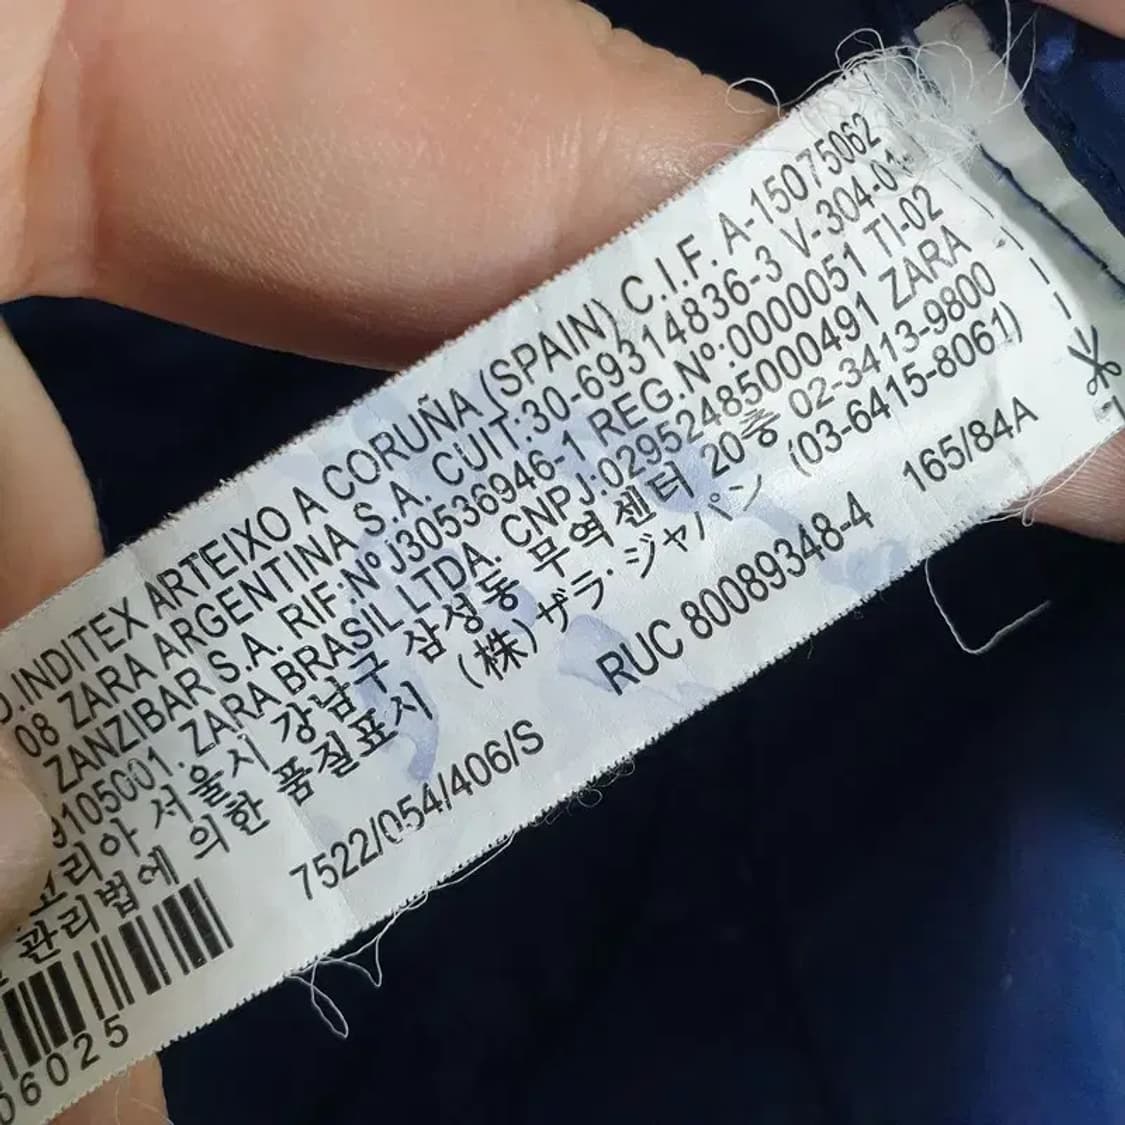 .INDITEX ARTEIXO A CORUÑA (SPAIN) C.I.F. A-15075062
08 ZARA ARGENTINA S.A. CUIT:30-69314836-3 V-304-01
ZANZIBAR S.A. RIF:Nº J30536946-1 REG.Nº:0000051 TI-02
9105001. ZARA BRASIL LTDA. CNPJ:02952485000491 ZARA
코리아 서울시 강남구 삼성동 무역센터 20층 02-3413-9800
관리법에 의한 품질표시 (株)ザラ・ジャパン (03-6415-8061)
RUC 80089348-4 165/84A
7522/054/406/S
06025